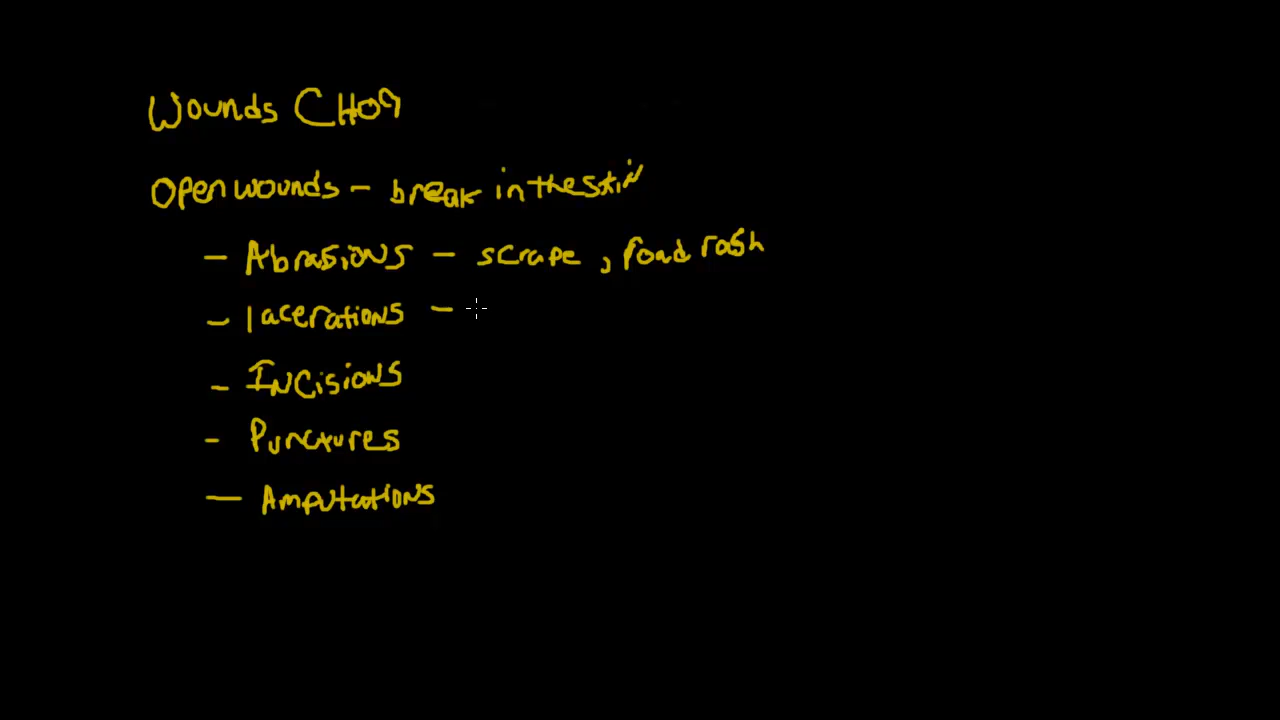 Wounds CH09
Open wounds - break in the skin
- Abrasions - scrape, road rash
- lacerations -
- Incisions
- Punctures
- Amputations